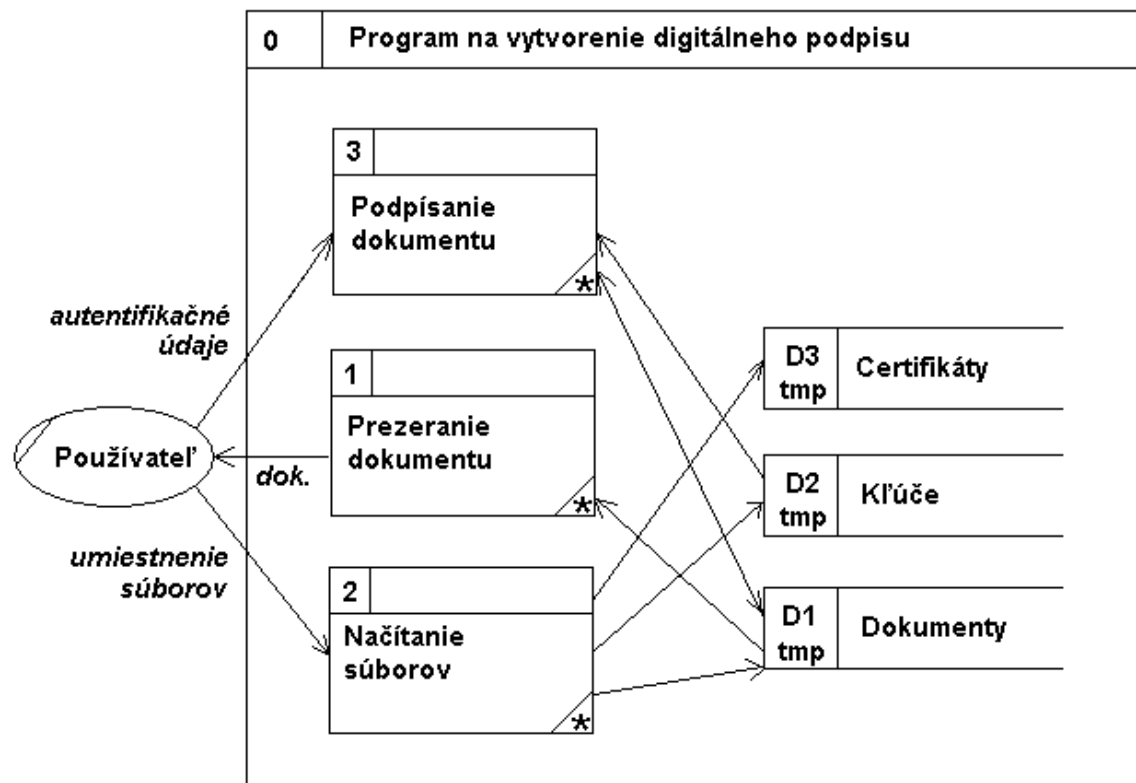 0 Program na vytvorenie digitálneho podpisu
3
Podpísanie
dokumentu
*
autentifikačné
údaje
1
Prezeranie
dokumentu
*
Používateľ
dok.
umiestnenie
súborov
2
Načítanie
súborov
*
D3 Certifikáty
tmp
D2 Kľúče
tmp
D1 Dokumenty
tmp